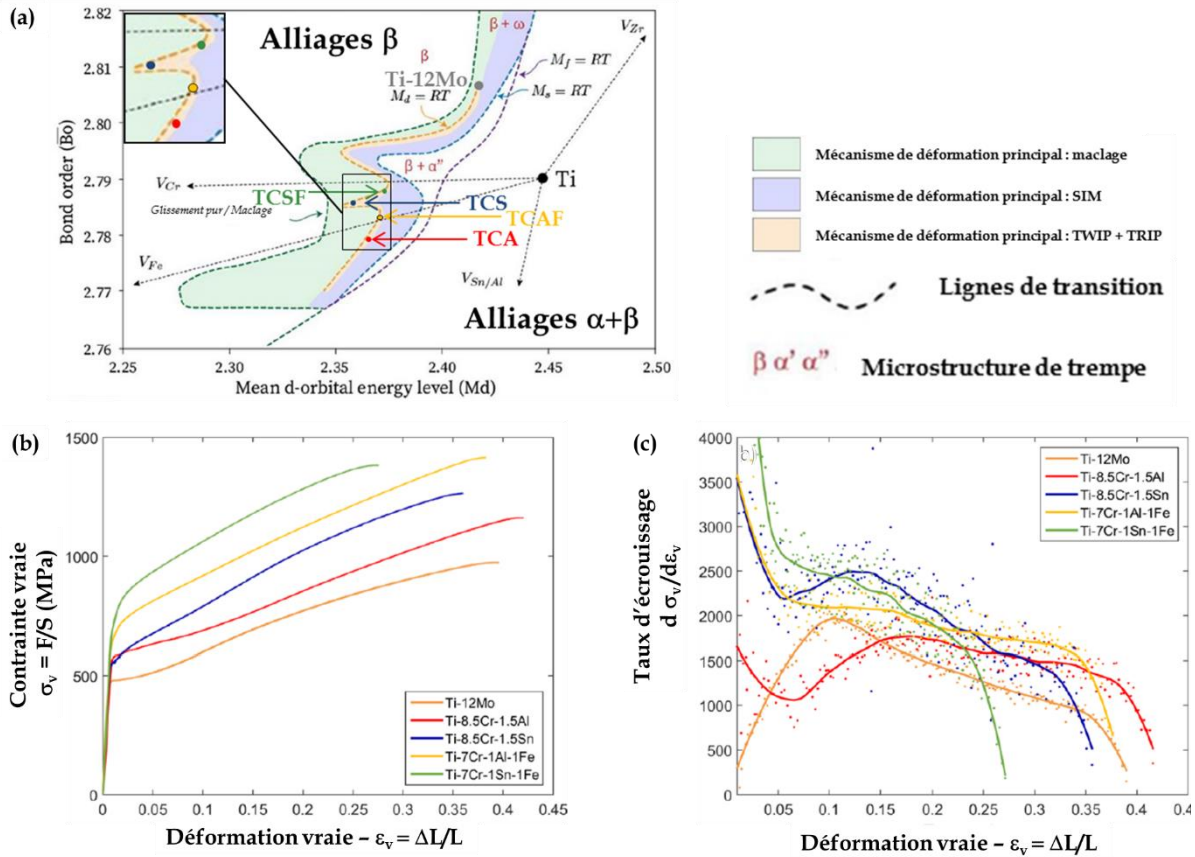 (a)
2.82
2.81
2.80
2.79
2.78
2.77
2.76
Bond order (B̅o̅)
2.25
2.30
2.35
2.40
2.45
2.50
Mean d-orbital energy level (Md)
Alliages β
β + ω
V_Zr
β
Ti-12Mo
M_d = RT
M_f = RT
M_s = RT
β + α"
Ti
V_Cr
TCSF
TCS
Glissement pur/Maclage
TCAF
TCA
V_Fe
V_Sn/Al
Alliages α+β
Mécanisme de déformation principal : maclage
Mécanisme de déformation principal : SIM
Mécanisme de déformation principal : TWIP + TRIP
Lignes de transition
β α' α" Microstructure de trempe
(b)
1500
1000
500
0
Contrainte vraie
σᵥ = F/S (MPa)
Ti-12Mo
Ti-8.5Cr-1.5Al
Ti-8.5Cr-1.5Sn
Ti-7Cr-1Al-1Fe
Ti-7Cr-1Sn-1Fe
0 0.05 0.1 0.15 0.2 0.25 0.3 0.35 0.4 0.45
Déformation vraie – εᵥ = ΔL/L
(c)
b)
4000
3500
3000
2500
2000
1500
1000
500
0
Taux d'écrouissage
d σᵥ/dεᵥ
Ti-12Mo
Ti-8.5Cr-1.5Al
Ti-8.5Cr-1.5Sn
Ti-7Cr-1Al-1Fe
Ti-7Cr-1Sn-1Fe
0.05 0.1 0.15 0.2 0.25 0.3 0.35 0.4 0.45
Déformation vraie – εᵥ = ΔL/L